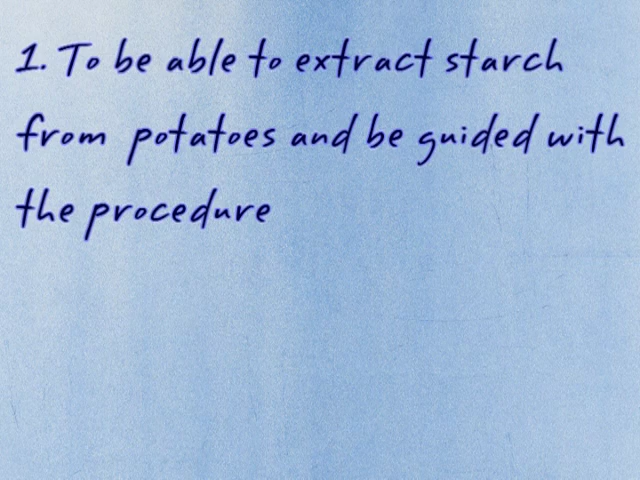 1. To be able to extract starch
from potatoes and be guided with
the procedure